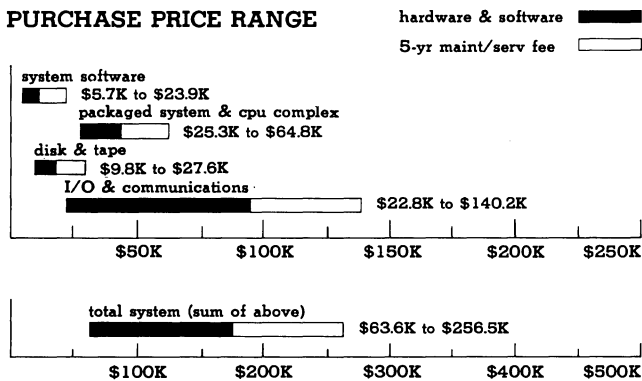 PURCHASE PRICE RANGE
hardware & software
5-yr maint/serv fee
system software
$5.7K to $23.9K
packaged system & cpu complex
$25.3K to $64.8K
disk & tape
$9.8K to $27.6K
I/O & communications
$22.8K to $140.2K
$50K $100K $150K $200K $250K
total system (sum of above)
$63.6K to $256.5K
$100K $200K $300K $400K $500K